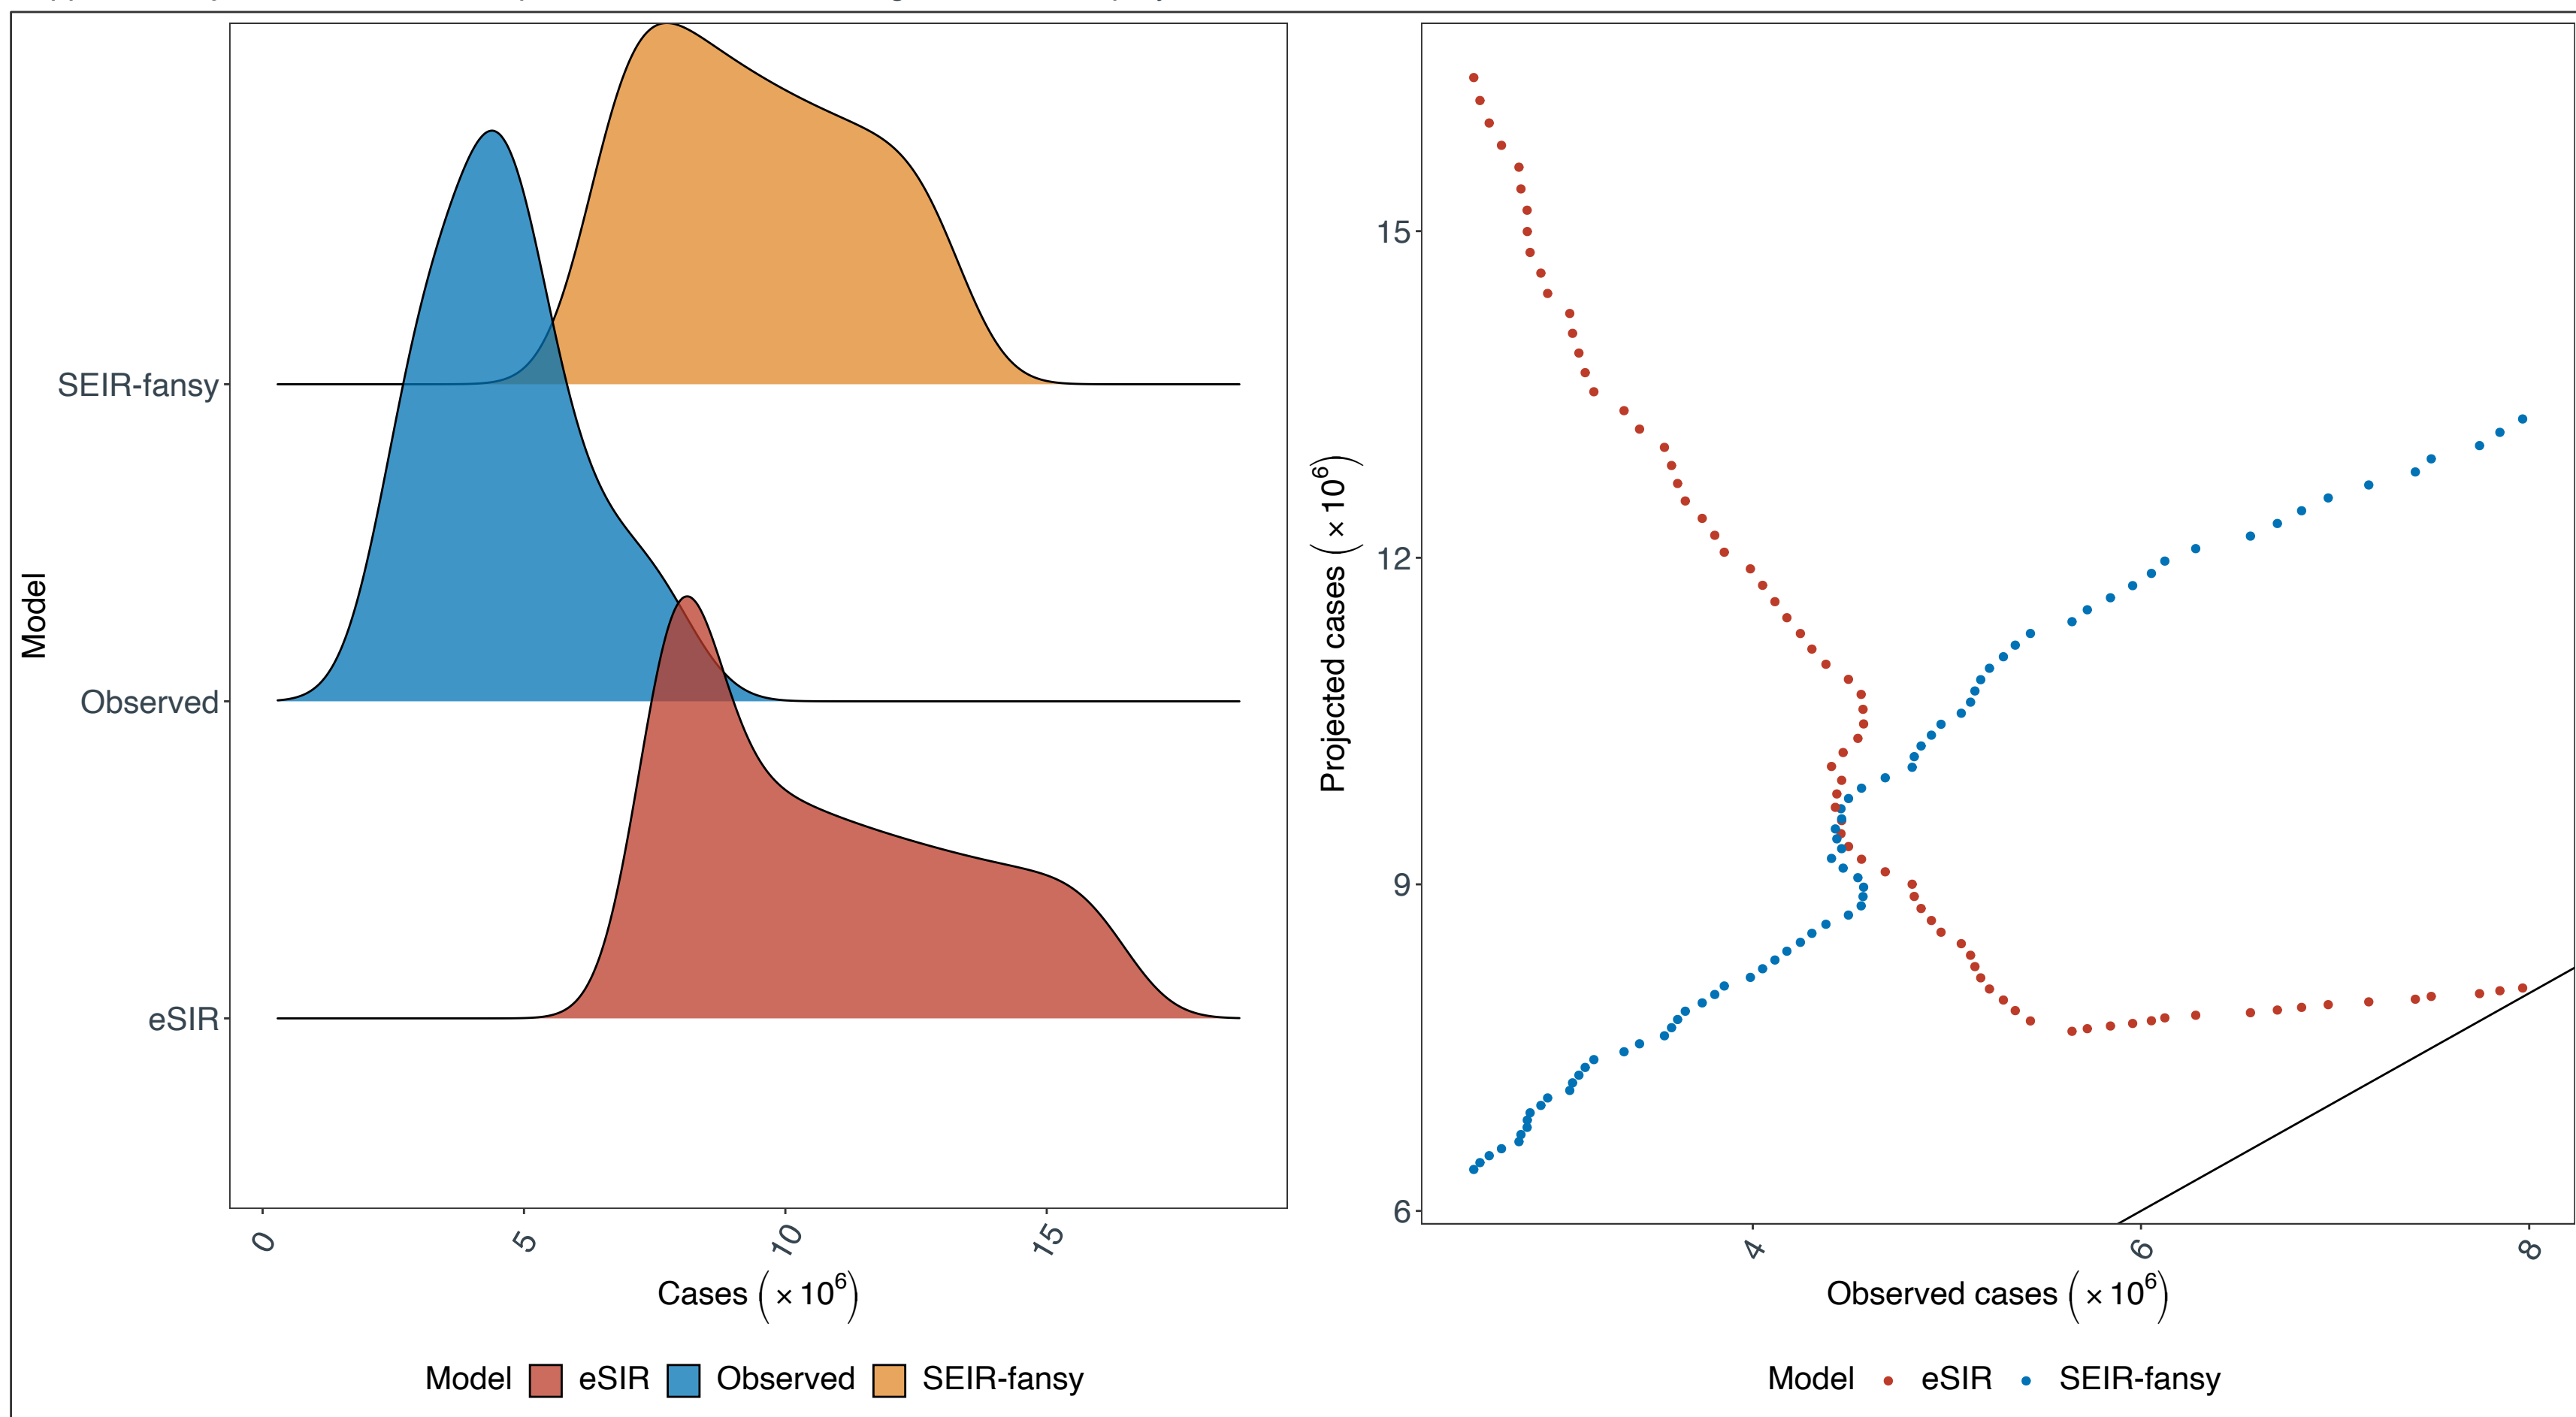 SEIR-fansy
Observed
eSIR
Model
0
5
10
15
Cases (× 10⁶)
Model eSIR Observed SEIR-fansy
15
12
9
6
Projected cases (× 10⁶)
4
6
8
Observed cases (× 10⁶)
Model eSIR SEIR-fansy